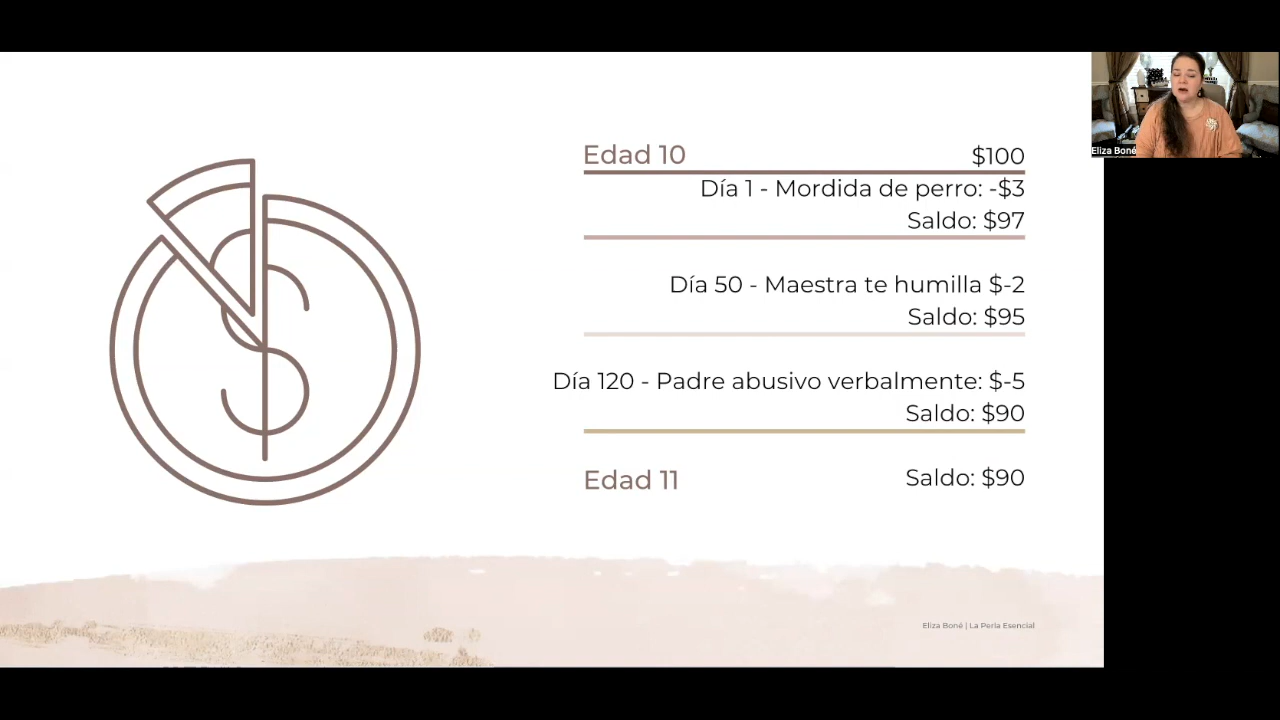 Edad 10 $100
Día 1 - Mordida de perro: -$3
Saldo: $97
Día 50 - Maestra te humilla $-2
Saldo: $95
Día 120 - Padre abusivo verbalmente: $-5
Saldo: $90
Edad 11 Saldo: $90
Eliza Boné | La Perla Esencial
Eliza Boné